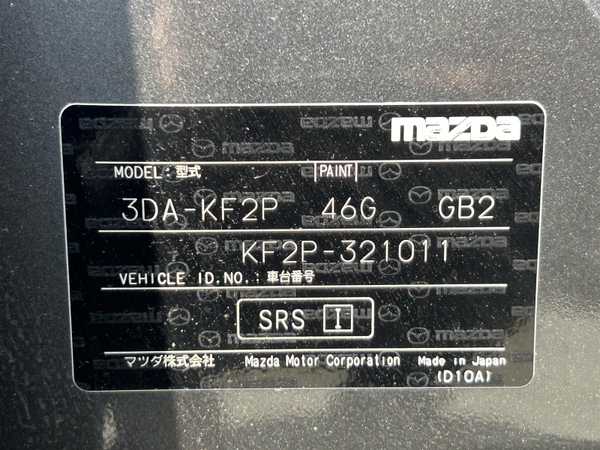 mazda
MODEL:型式 PAINT
3DA-KF2P 46G GB2
KF2P-321011
VEHICLE ID.NO.:車台番号
SRS I
マツダ株式会社 Mazda Motor Corporation Made in Japan
(D10A)